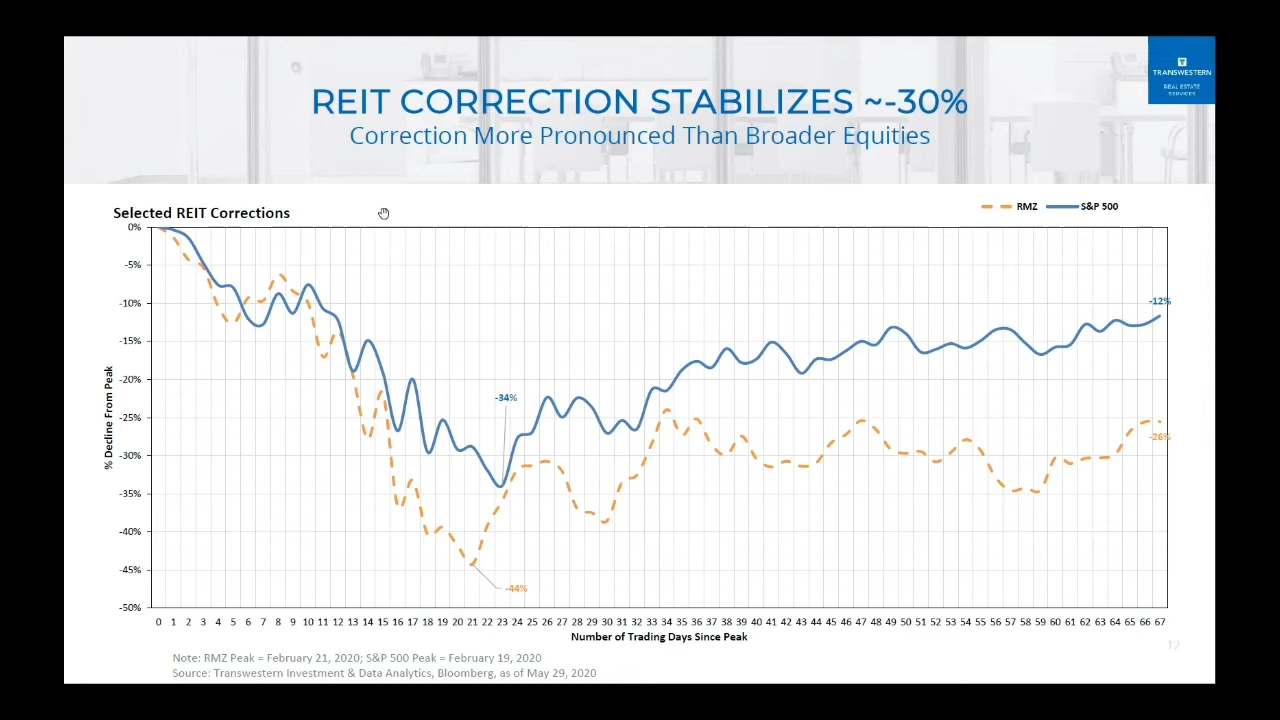 REIT CORRECTION STABILIZES ~-30%
Correction More Pronounced Than Broader Equities
TRANSWESTERN
REAL ESTATE
SERVICES
Selected REIT Corrections
RMZ
S&P 500
0%
-5%
-10%
-15%
-20%
-25%
-30%
-35%
-40%
-45%
-50%
% Decline From Peak
-12%
-34%
-26%
-44%
0 1 2 3 4 5 6 7 8 9 10 11 12 13 14 15 16 17 18 19 20 21 22 23 24 25 26 27 28 29 30 31 32 33 34 35 36 37 38 39 40 41 42 43 44 45 46 47 48 49 50 51 52 53 54 55 56 57 58 59 60 61 62 63 64 65 66 67
Number of Trading Days Since Peak
12
Note: RMZ Peak = February 21, 2020; S&P 500 Peak = February 19, 2020
Source: Transwestern Investment & Data Analytics, Bloomberg, as of May 29, 2020